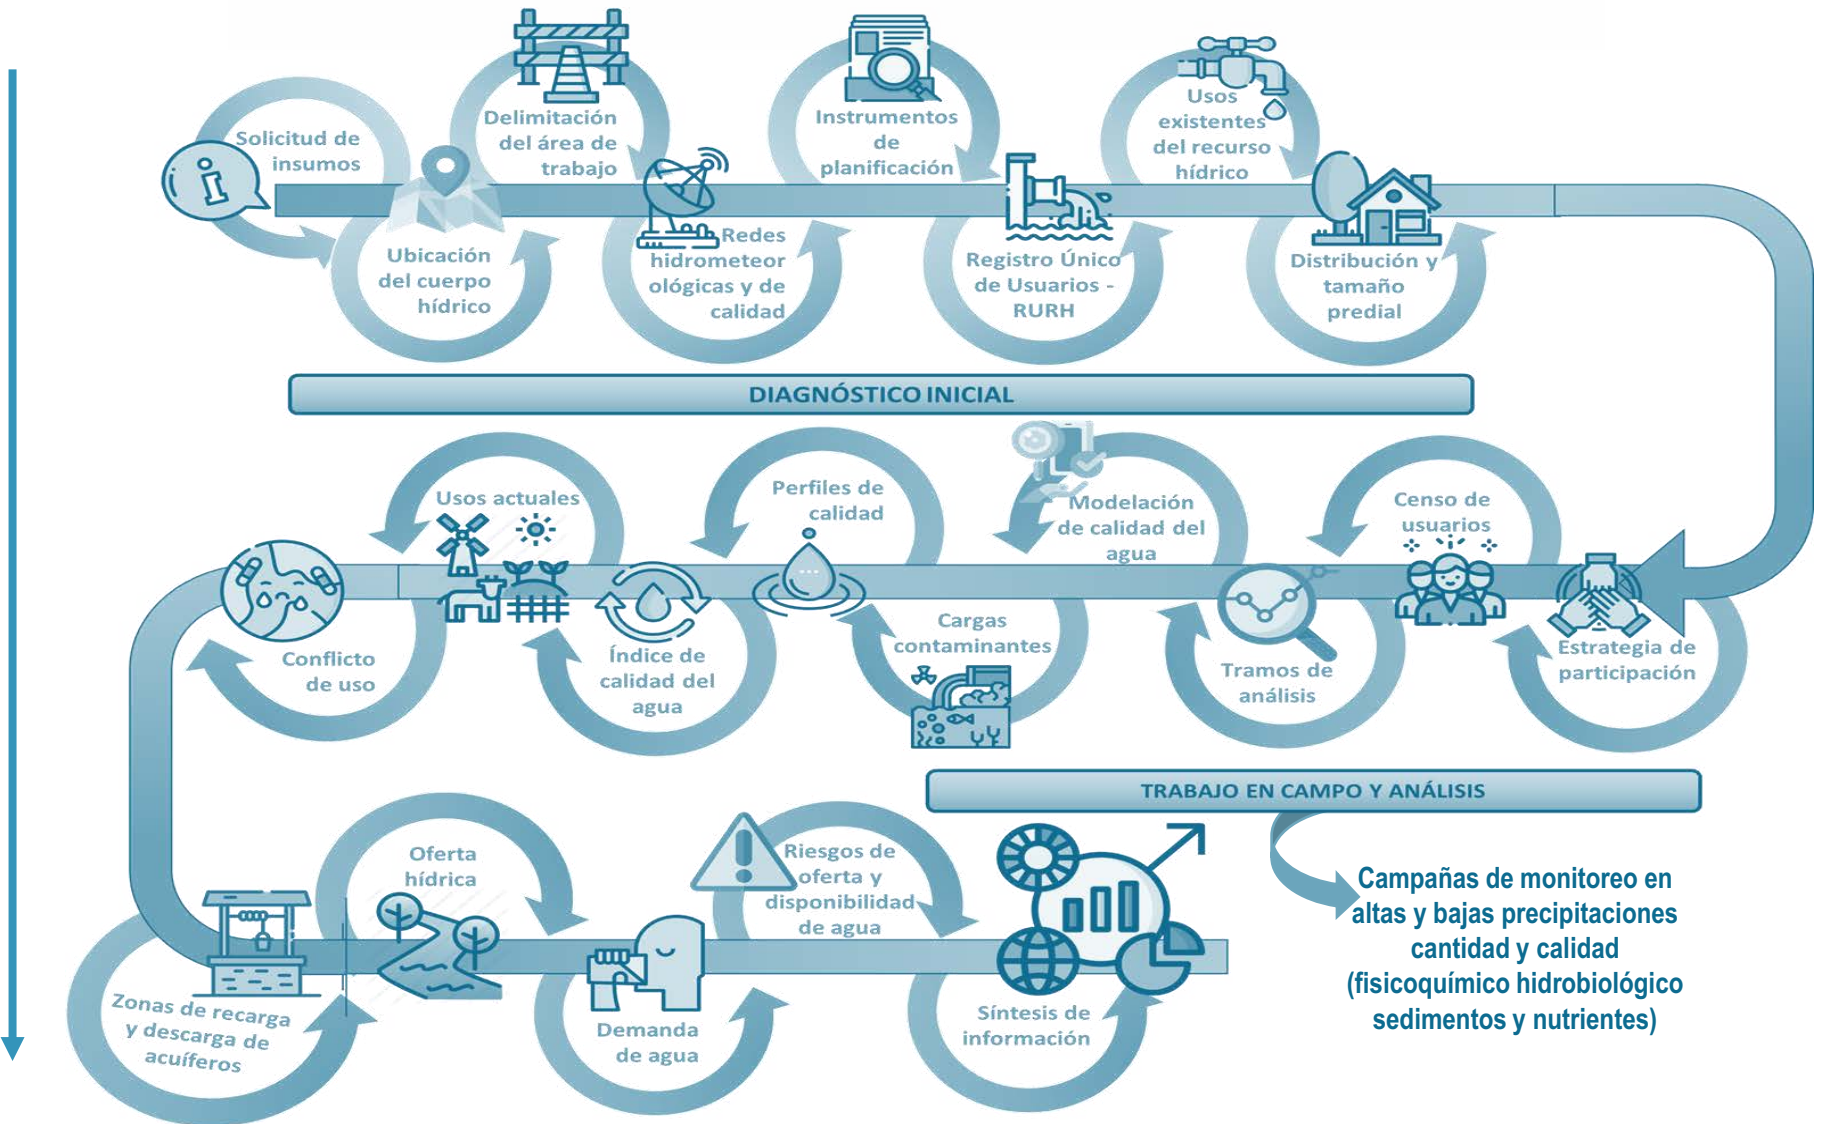 Solicitud de
insumos
Ubicación
del cuerpo
hídrico
Delimitación
del área de
trabajo
Redes
hidrometeor
ológicas y de
calidad
Instrumentos
de
planificación
Registro Único
de Usuarios -
RURH
Usos
existentes
del recurso
hídrico
Distribución y
tamaño
predial
DIAGNÓSTICO INICIAL
Estrategia de
participación
Censo de
usuarios
Tramos de
análisis
Modelación
de calidad del
agua
Cargas
contaminantes
Perfiles de
calidad
Índice de
calidad del
agua
Usos actuales
Conflicto
de uso
TRABAJO EN CAMPO Y ANÁLISIS
Zonas de recarga
y descarga de
acuíferos
Oferta
hídrica
Demanda
de agua
Riesgos de
oferta y
disponibilidad
de agua
Síntesis de
información
Campañas de monitoreo en
altas y bajas precipitaciones
cantidad y calidad
(fisicoquímico hidrobiológico
sedimentos y nutrientes)